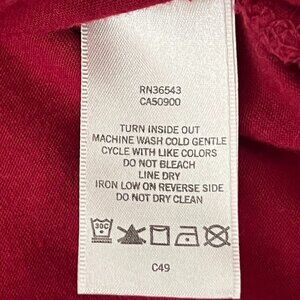 RN36543
CA50900
TURN INSIDE OUT
MACHINE WASH COLD GENTLE
CYCLE WITH LIKE COLORS
DO NOT BLEACH
LINE DRY
IRON LOW ON REVERSE SIDE
DO NOT DRY CLEAN
30C
C49